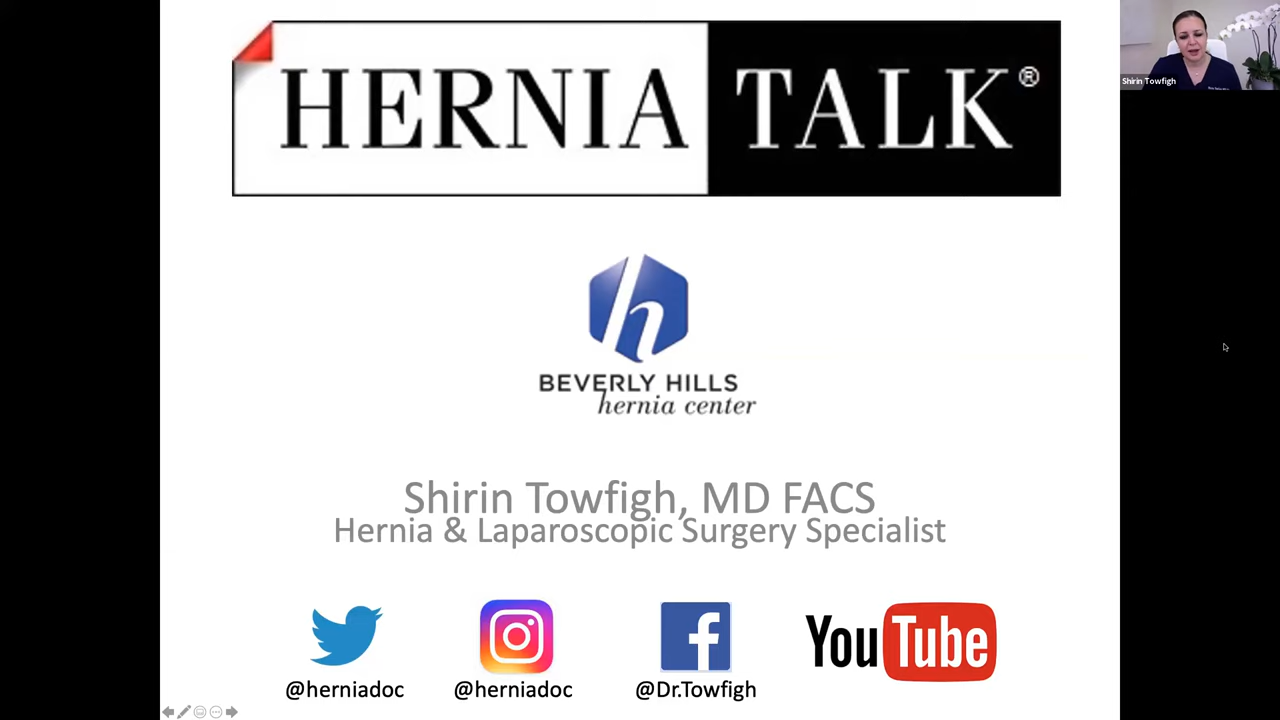 HERNIA TALK®
Shirin Towfigh
h
BEVERLY HILLS
hernia center
Shirin Towfigh, MD FACS
Hernia & Laparoscopic Surgery Specialist
f
YouTube
@herniadoc
@herniadoc
@Dr.Towfigh